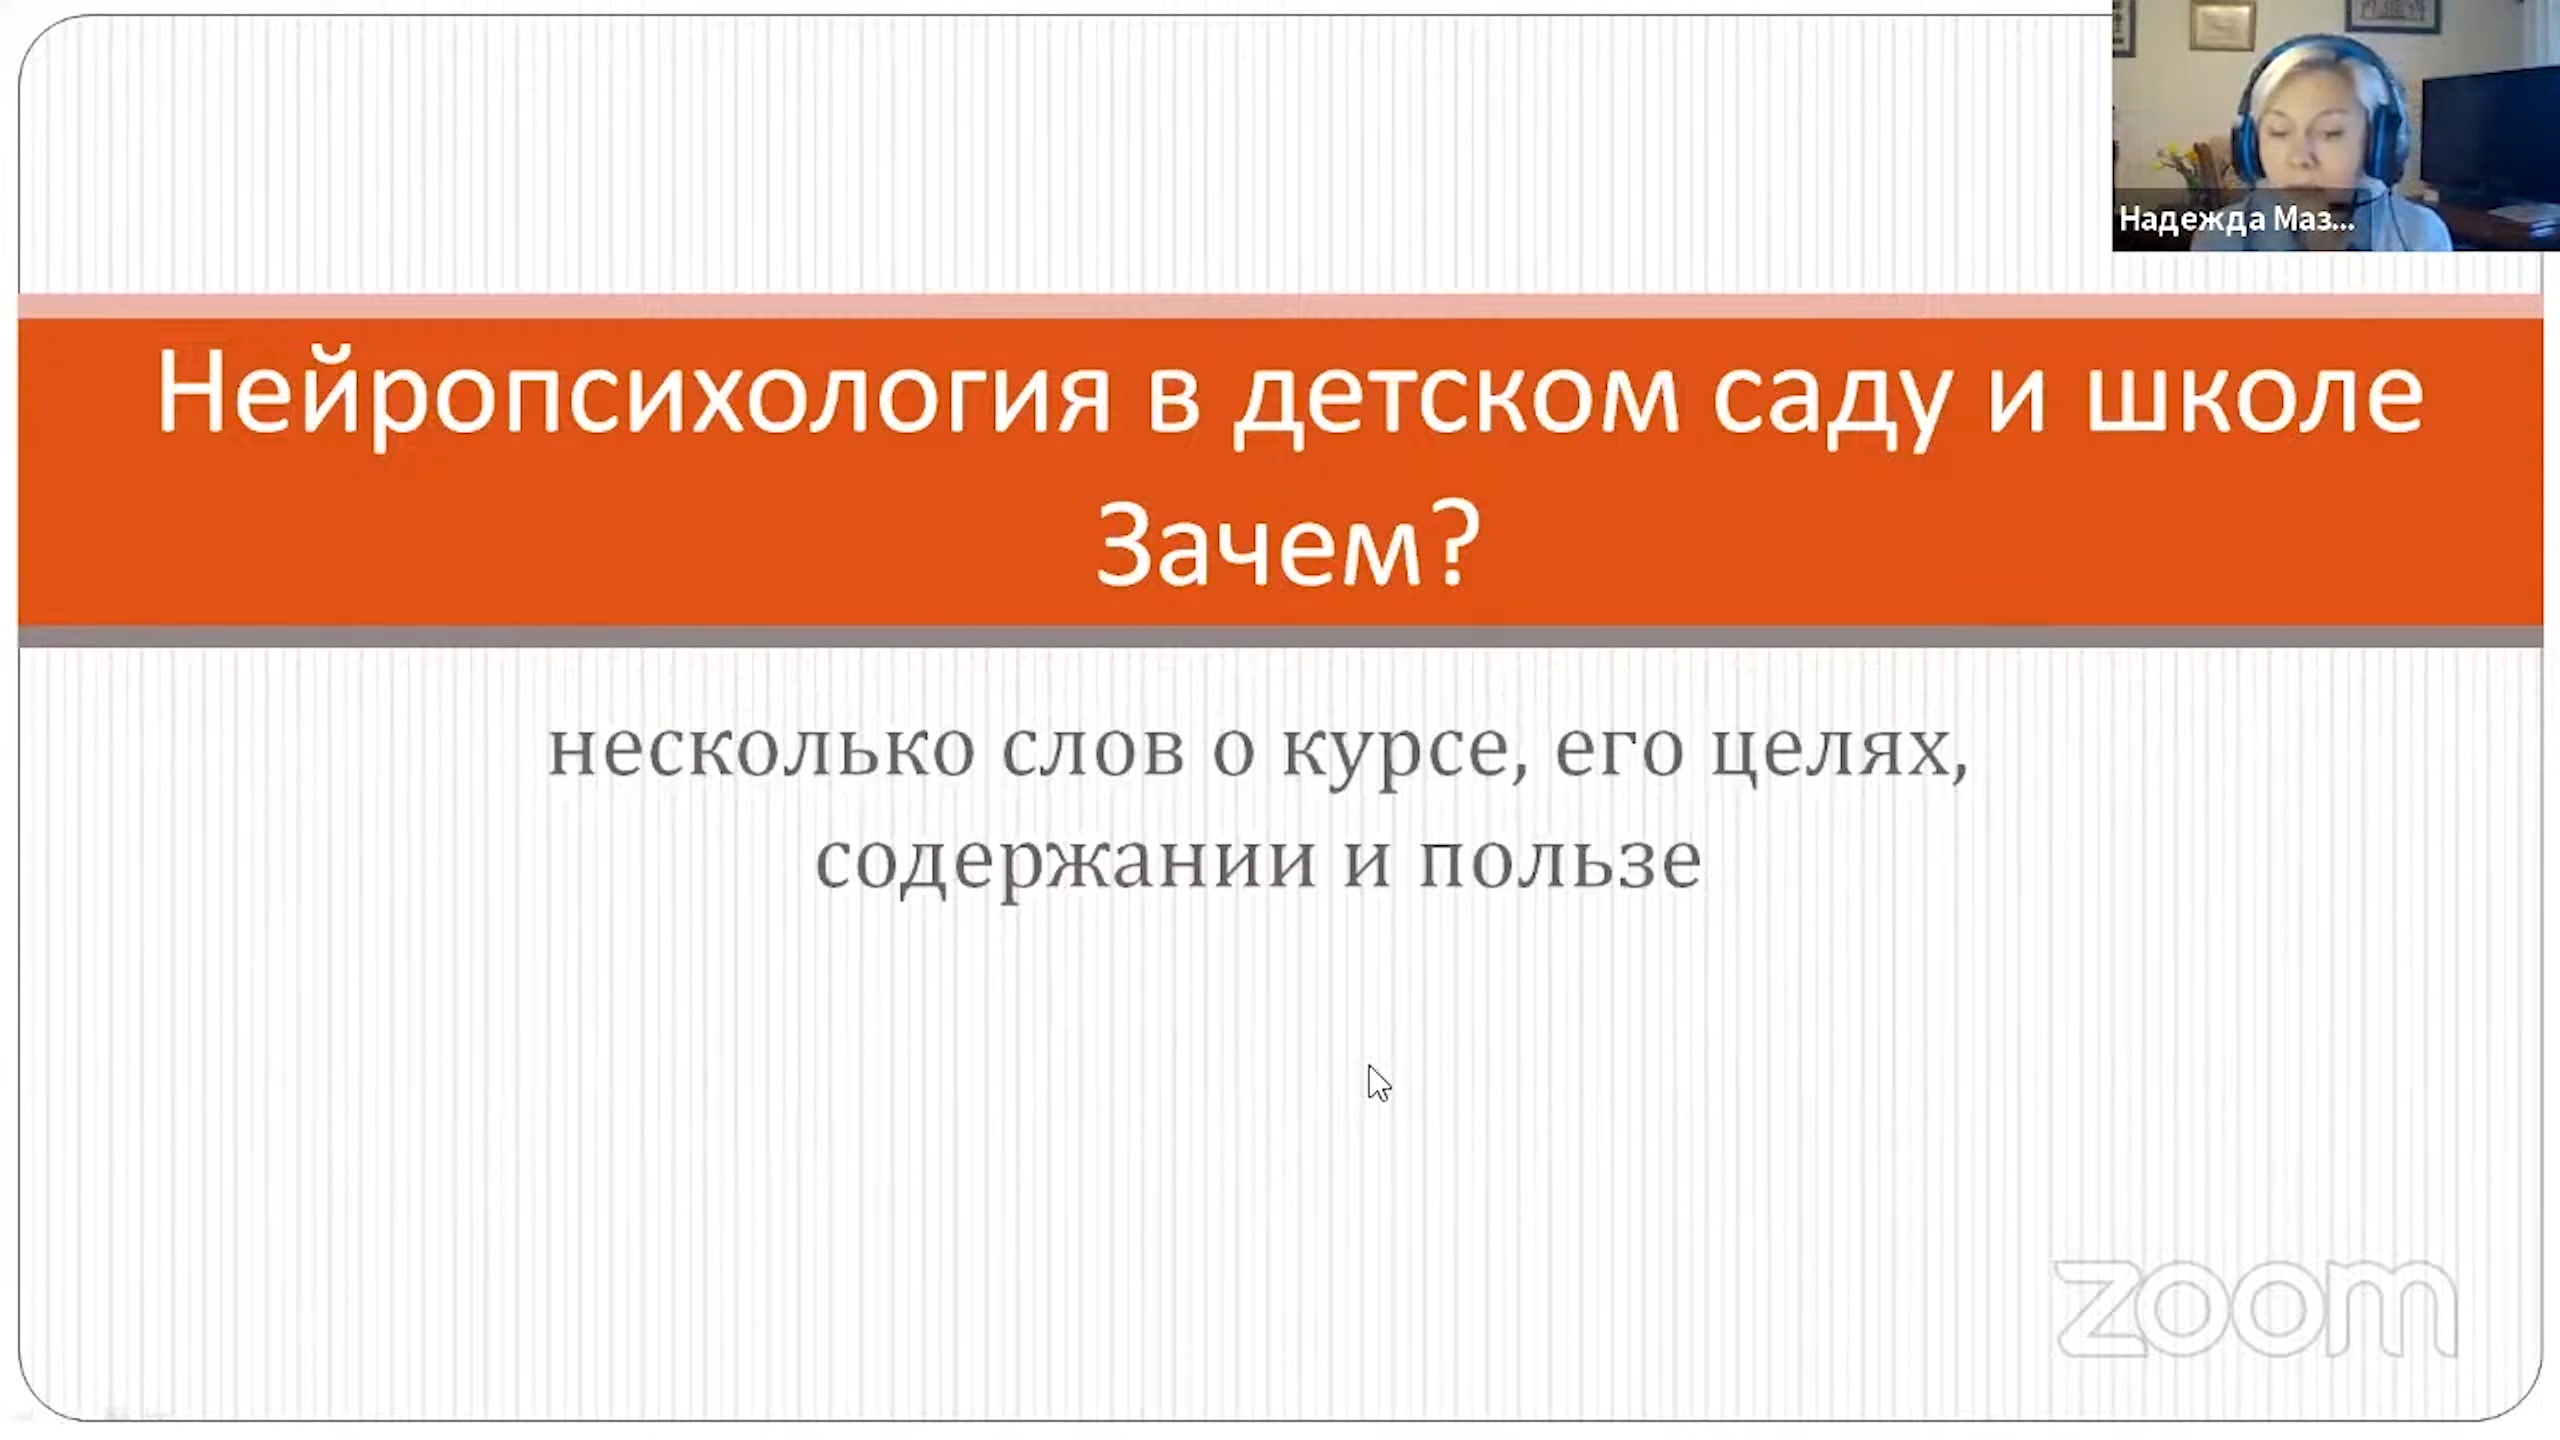 Надежда Маз...
Нейропсихология в детском саду и школе
Зачем?
несколько слов о курсе, его целях,
содержании и пользе
zoom